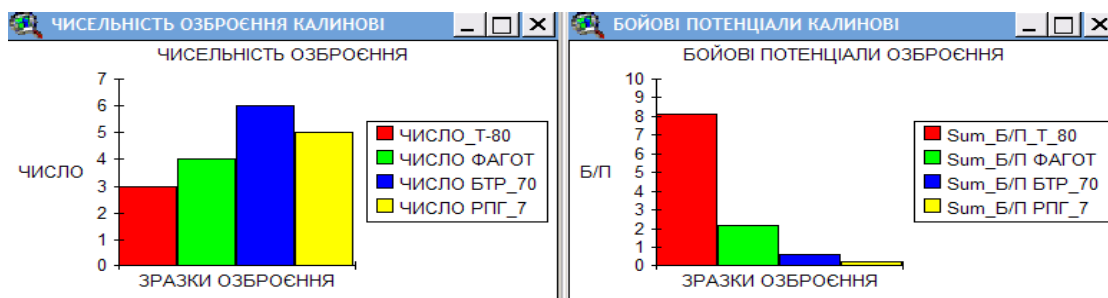 ЧИСЕЛЬНІСТЬ ОЗБРОЄННЯ КАЛИНОВІ
ЧИСЕЛЬНІСТЬ ОЗБРОЄННЯ
7
6
5
4
3
2
1
0
ЧИСЛО
ЗРАЗКИ ОЗБРОЄННЯ
ЧИСЛО_Т-80
ЧИСЛО ФАГОТ
ЧИСЛО БТР_70
ЧИСЛО РПГ_7
БОЙОВІ ПОТЕНЦІАЛИ КАЛИНОВІ
БОЙОВІ ПОТЕНЦІАЛИ ОЗБРОЄННЯ
10
9
8
7
6
5
4
3
2
1
0
Б/П
ЗРАЗКИ ОЗБРОЄННЯ
Sum_Б/П_Т_80
Sum_Б/П ФАГОТ
Sum_Б/П БТР_70
Sum_Б/П РПГ_7